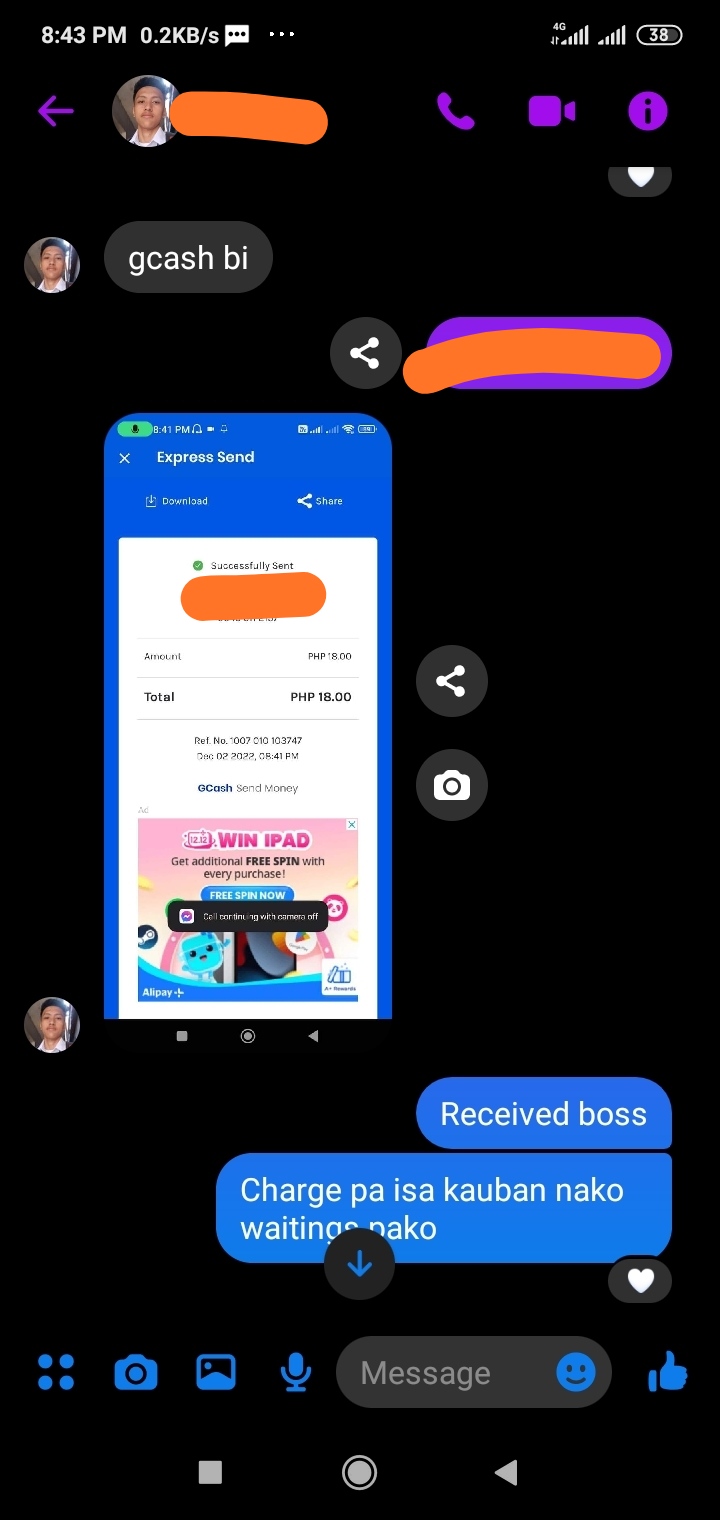 8:43 PM 0.2KB/s
4G
38
gcash bi
8:41 PM
Express Send
Download
Share
Successfully Sent
Amount PHP 18.00
Total PHP 18.00
Ref. No. 1007 010 103747
Dec 02 2022, 08:41 PM
GCash Send Money
Ad
12.12 WIN IPAD
Get additional FREE SPIN with
every purchase!
FREE SPIN NOW
Call continuing with camera off
Alipay+
A+ Rewards
Received boss
Charge pa isa kauban nako
waitings pako
Message